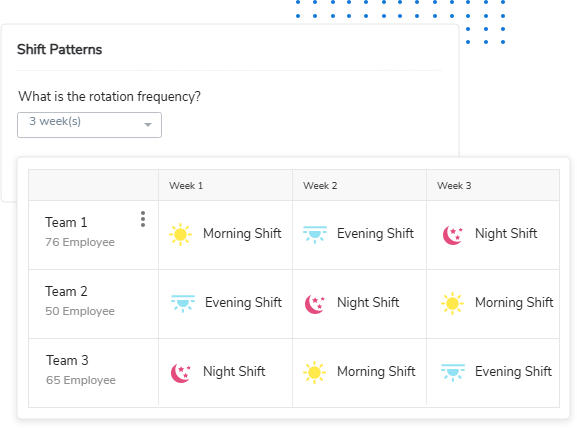 Shift Patterns
What is the rotation frequency?
3 week(s)
Week 1 Week 2 Week 3
Team 1
76 Employee
Morning Shift Evening Shift Night Shift
Team 2
50 Employee
Evening Shift Night Shift Morning Shift
Team 3
65 Employee
Night Shift Morning Shift Evening Shift